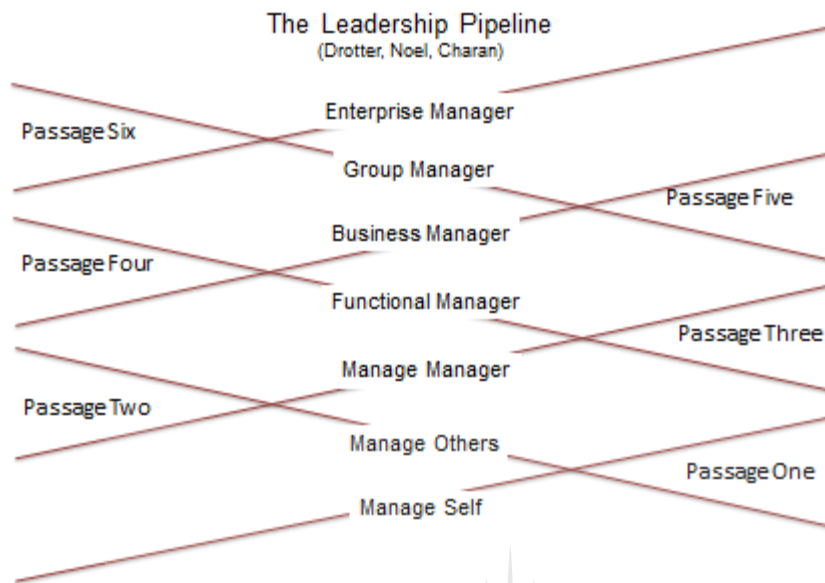 The Leadership Pipeline
(Drotter, Noel, Charan)
Enterprise Manager
Passage Six
Group Manager
Passage Five
Business Manager
Passage Four
Functional Manager
Passage Three
Manage Manager
Passage Two
Manage Others
Passage One
Manage Self